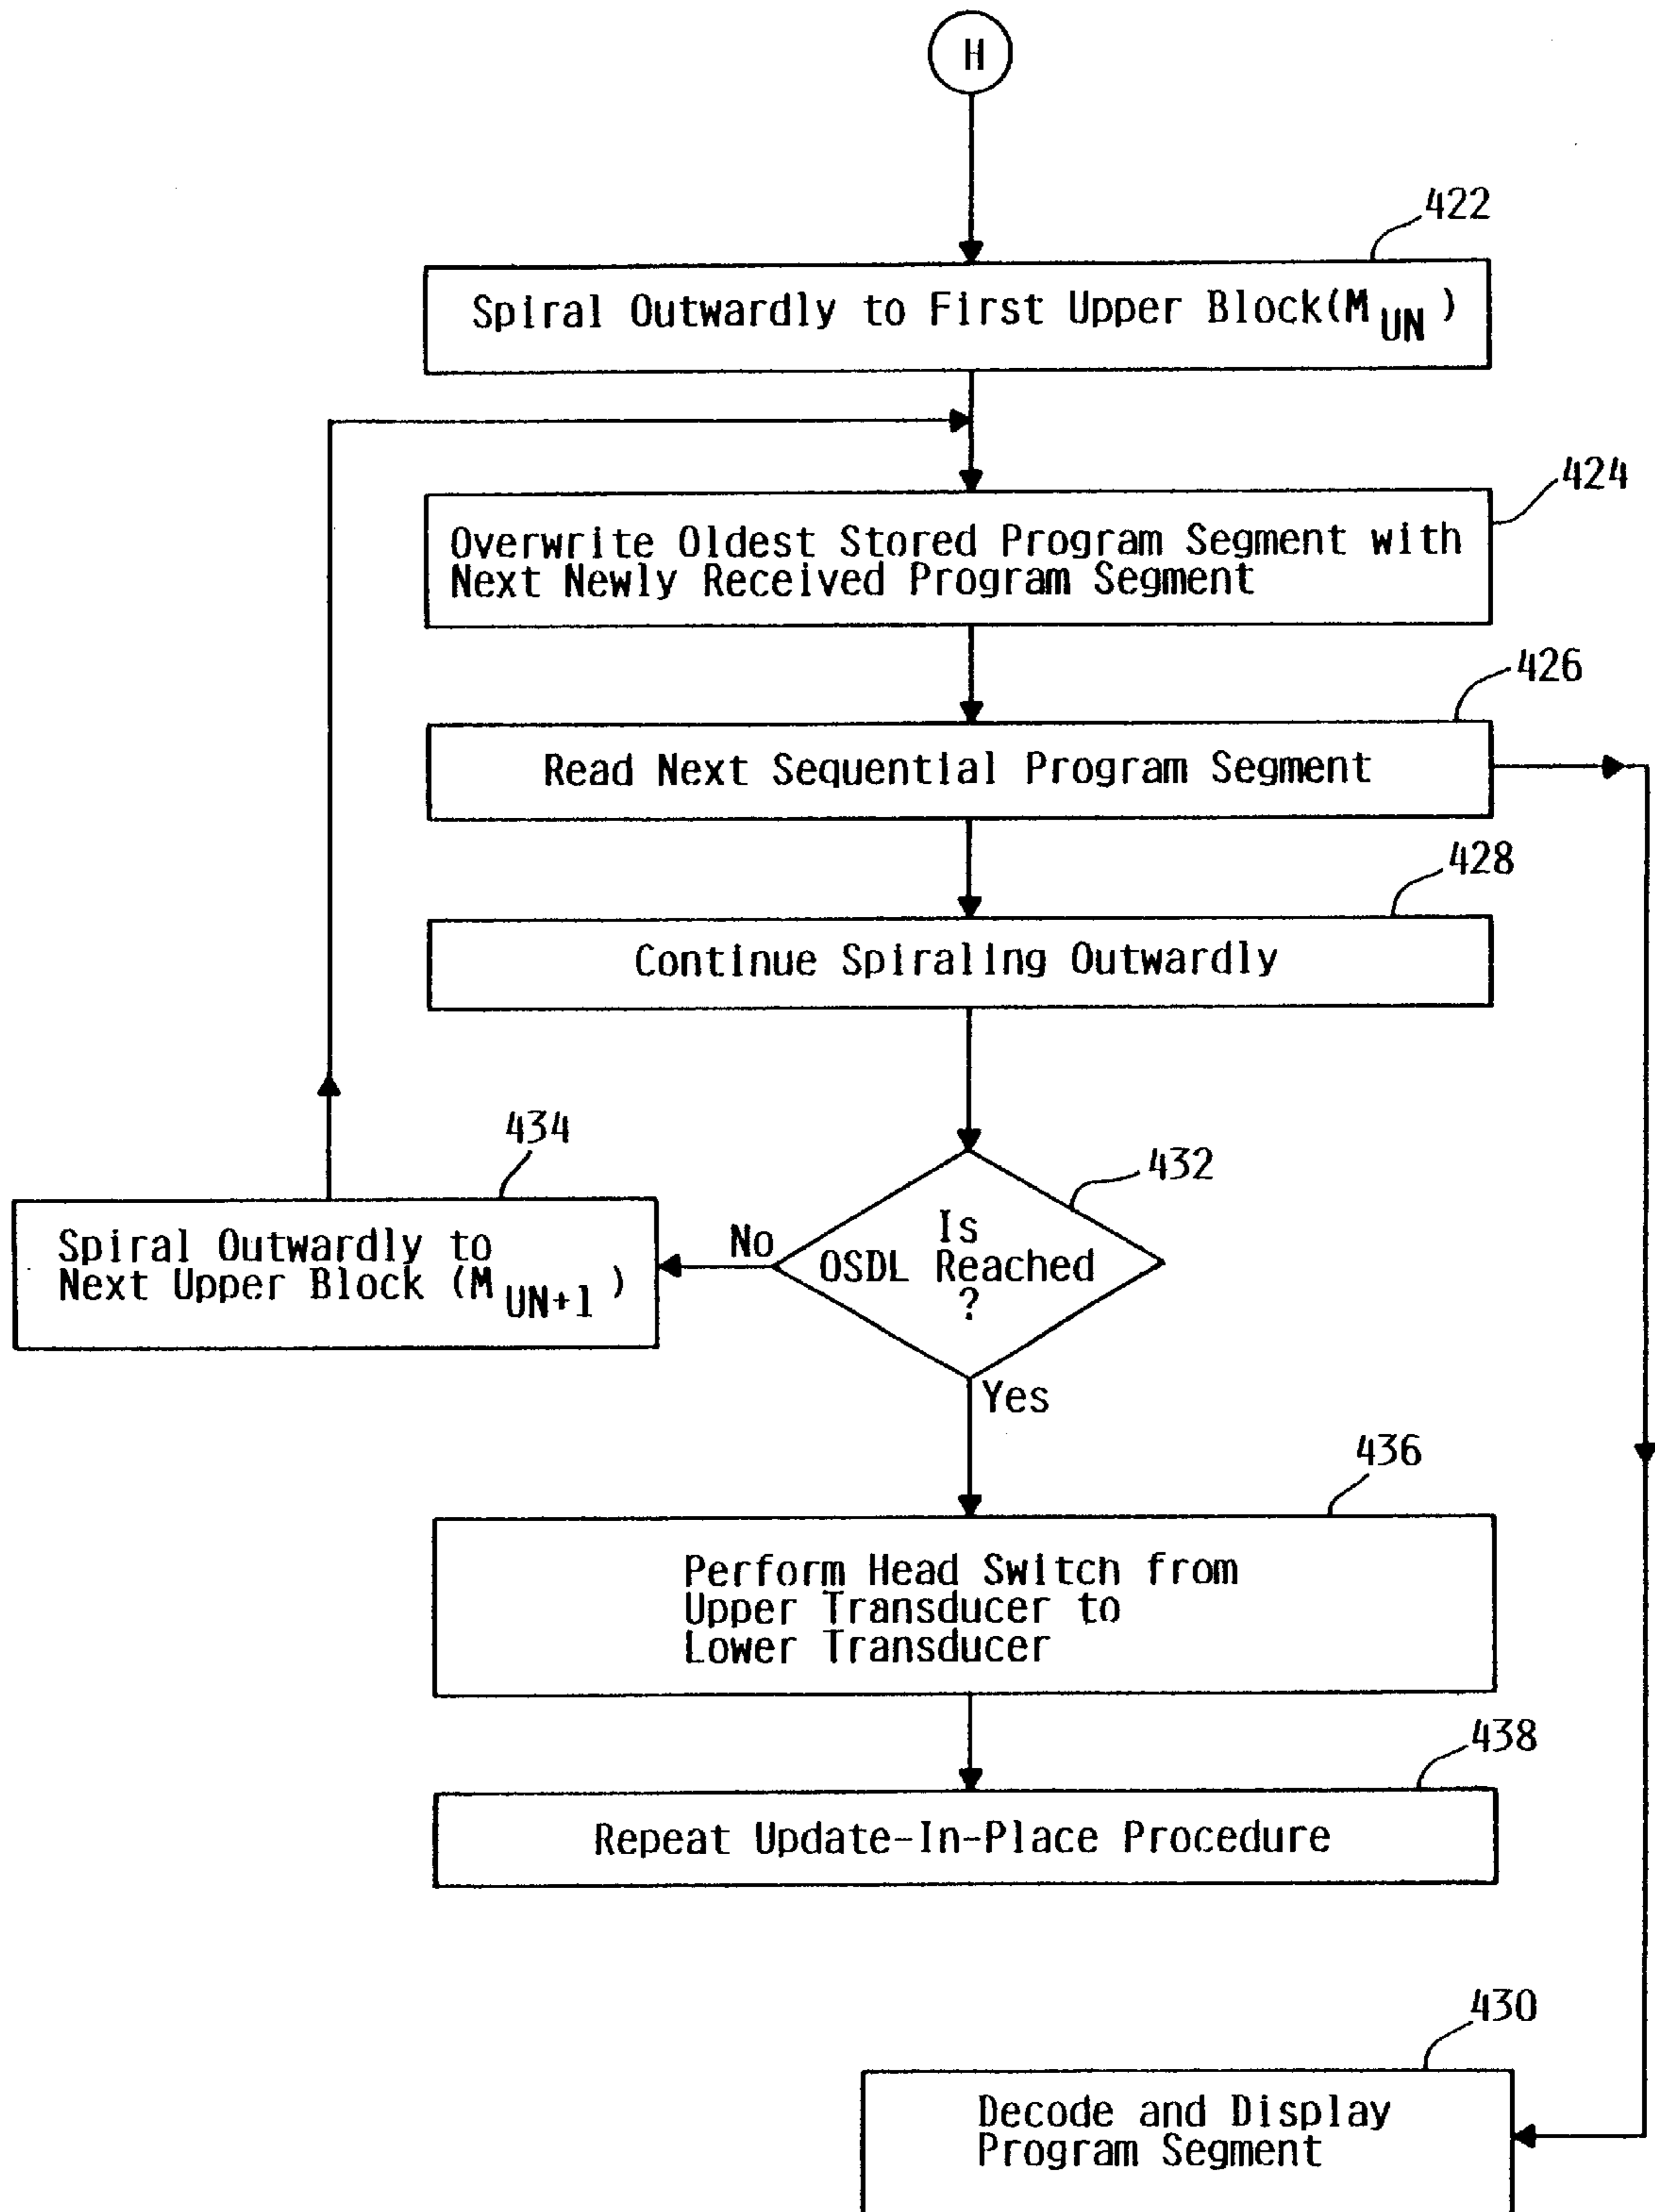 H
422
Spiral Outwardly to First Upper Block(M UN )
424
Overwrite Oldest Stored Program Segment with
Next Newly Received Program Segment
426
Read Next Sequential Program Segment
428
Continue Spiraling Outwardly
434
432
Spiral Outwardly to
Next Upper Block (M UN+1 )
No
Is
OSDL Reached
?
Yes
436
Perform Head Switch from
Upper Transducer to
Lower Transducer
438
Repeat Update-In-Place Procedure
430
Decode and Display
Program Segment